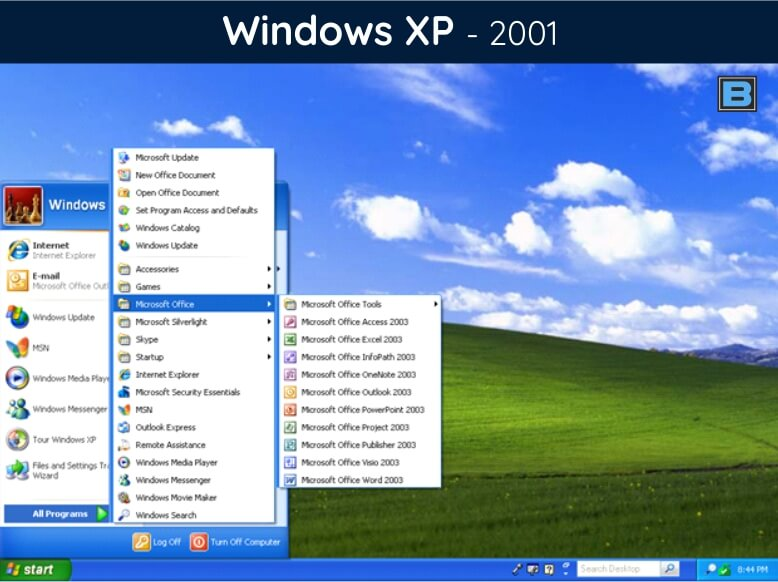 Windows XP - 2001
B
Windows
Internet
Internet Explorer
E-mail
Microsoft Office Outl
Windows Update
MSN
Windows Media Playe
Windows Messenger
Tour Windows XP
Files and Settings Tr
Wizard
All Programs
Microsoft Update
New Office Document
Open Office Document
Set Program Access and Defaults
Windows Catalog
Windows Update
Accessories
Games
Microsoft Office
Microsoft Silverlight
Skype
Startup
Internet Explorer
Microsoft Security Essentials
MSN
Outlook Express
Remote Assistance
Windows Media Player
Windows Messenger
Windows Movie Maker
Windows Search
Microsoft Office Tools
Microsoft Office Access 2003
Microsoft Office Excel 2003
Microsoft Office InfoPath 2003
Microsoft Office OneNote 2003
Microsoft Office Outlook 2003
Microsoft Office PowerPoint 2003
Microsoft Office Project 2003
Microsoft Office Publisher 2003
Microsoft Office Visio 2003
Microsoft Office Word 2003
Log Off
Turn Off Computer
start
Search Desktop
8:44 PM